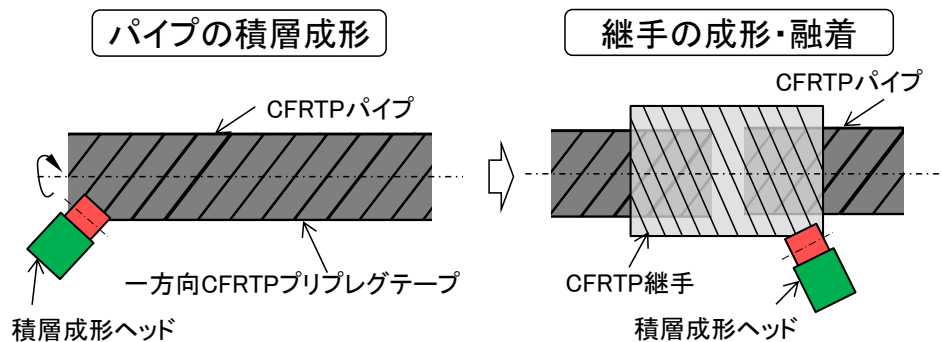 パイプの積層成形
CFRTPパイプ
一方向CFRTPプリプレグテープ
積層成形ヘッド
継手の成形・融着
CFRTPパイプ
CFRTP継手
積層成形ヘッド